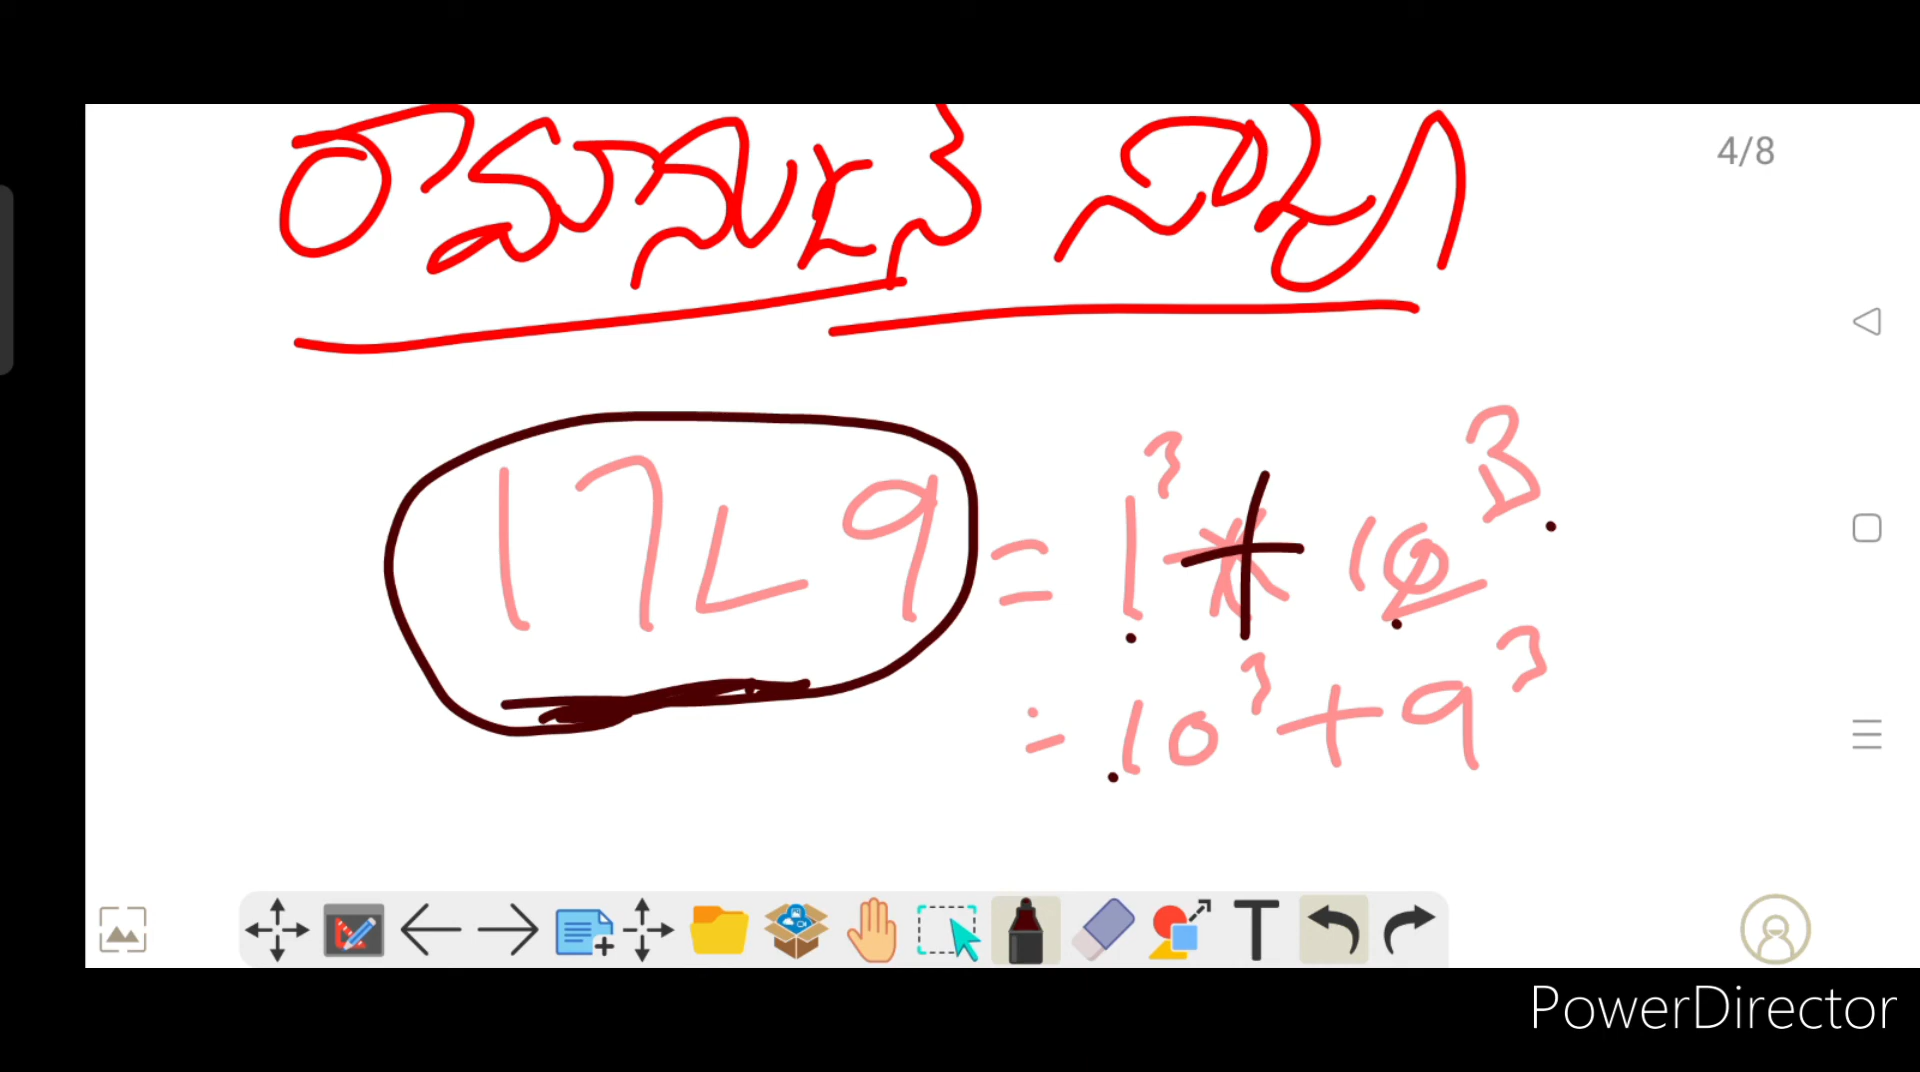 రామానుజన్ సంఖ్య
4/8
1729 = 1³ + 12³
= 10³ + 9³
T
PowerDirector